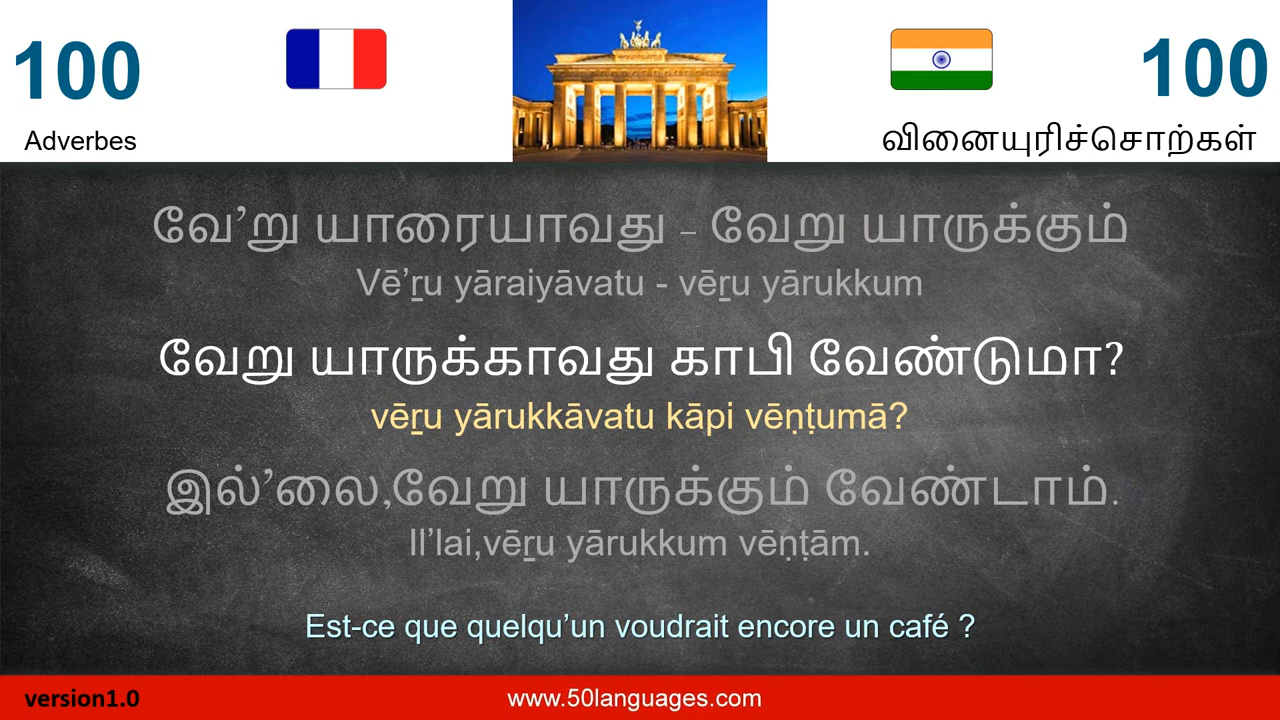 100
100
Adverbes
வினையுரிச்சொற்கள்
வே’று யாரையாவது – வேறு யாருக்கும்
Vē’ṟu yāraiyāvatu - vēṟu yārukkum
வேறு யாருக்காவது காபி வேண்டுமா?
vēṟu yārukkāvatu kāpi vēṇṭumā?
இல்’லை,வேறு யாருக்கும் வேண்டாம்.
Il’lai,vēṟu yārukkum vēṇṭām.
Est-ce que quelqu’un voudrait encore un café ?
version1.0
www.50languages.com